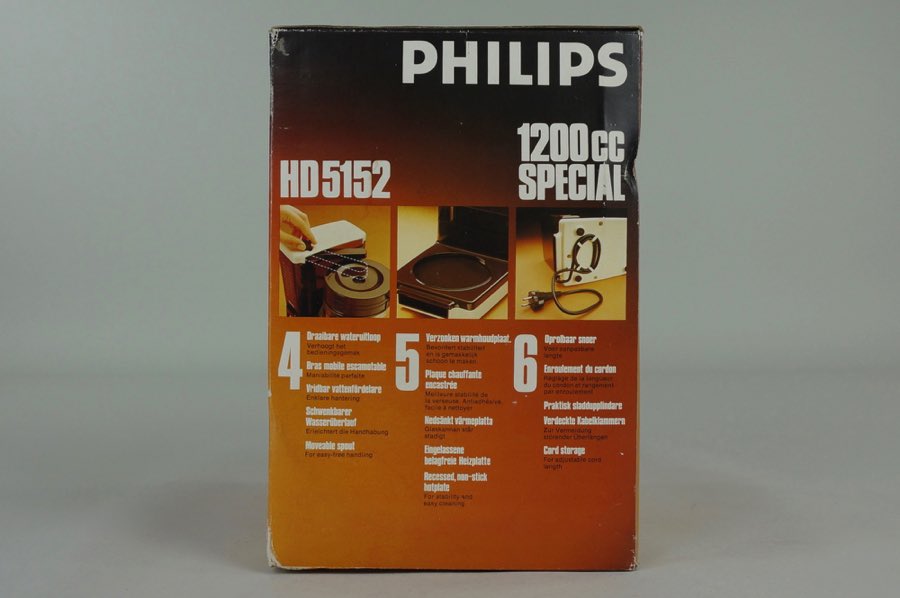 PHILIPS
1200 CC
SPECIAL
HD5152
4
Draaibare wateruitloop
Verhoogt het
bedieningsgemak
Bras mobile escamotable
Maniabilité parfaite
Vridbar vattenfördelare
Enklare hantering
Schwenkbarer
Wasserüberlauf
Erleichtert die Handhabung
Moveable spout
For easy-free handling
5
Verzonken warmhoudplaat.
Bevordert stabiliteit
en is gemakkelijk
schoon te maken
Plaque chauffante
encastrée
Meilleure stabilité de
la verseuse. Antiadhésive,
facile à nettoyer
Nedsänkt värmeplatta
Glaskannan står
stadigt
Eingelassene
belagfreie Heizplatte
Recessed, non-stick
hotplate
For stability and
easy cleaning
6
Oprolbaar snoer
Voor aanpasbare
lengte
Enroulement du cordon
Réglage de la longueur
du cordon et rangement
par enroulement
Praktisk sladdupplindare
Verdeckte Kabelklammern
Zur Vermeidung
störender Überlängen
Cord storage
For adjustable cord
length